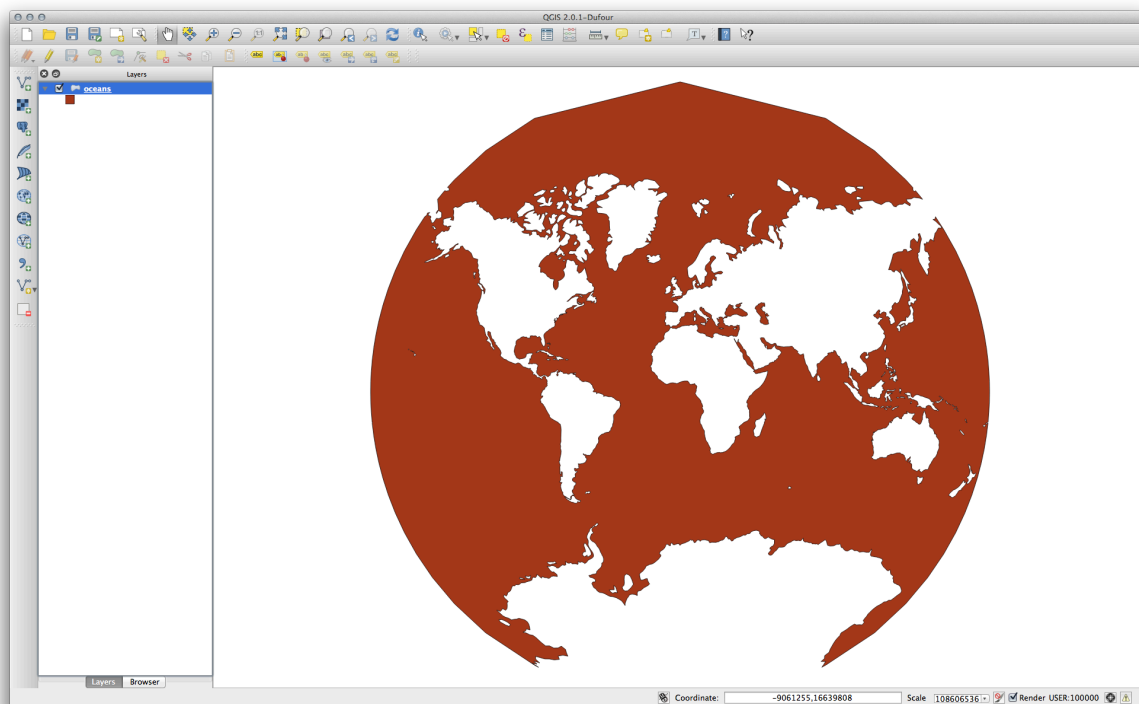 QGIS 2.0.1-Dufour
Layers
oceans
Layers Browser
Coordinate: -9061255,16639808 Scale 108606536 Render USER:100000